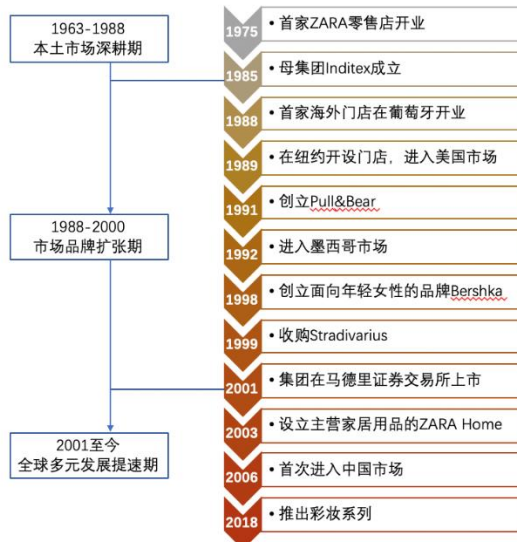 1963-1988
本土市场深耕期
1988-2000
市场品牌扩张期
2001至今
全球多元发展提速期
1975
• 首家ZARA零售店开业
1985
• 母集团Inditex成立
1988
• 首家海外门店在葡萄牙开业
1989
• 在纽约开设门店，进入美国市场
1991
• 创立Pull&Bear
1992
• 进入墨西哥市场
1998
• 创立面向年轻女性的品牌Bershka
1999
• 收购Stradivarius
2001
• 集团在马德里证券交易所上市
2003
• 设立主营家居用品的ZARA Home
2006
• 首次进入中国市场
2018
• 推出彩妆系列